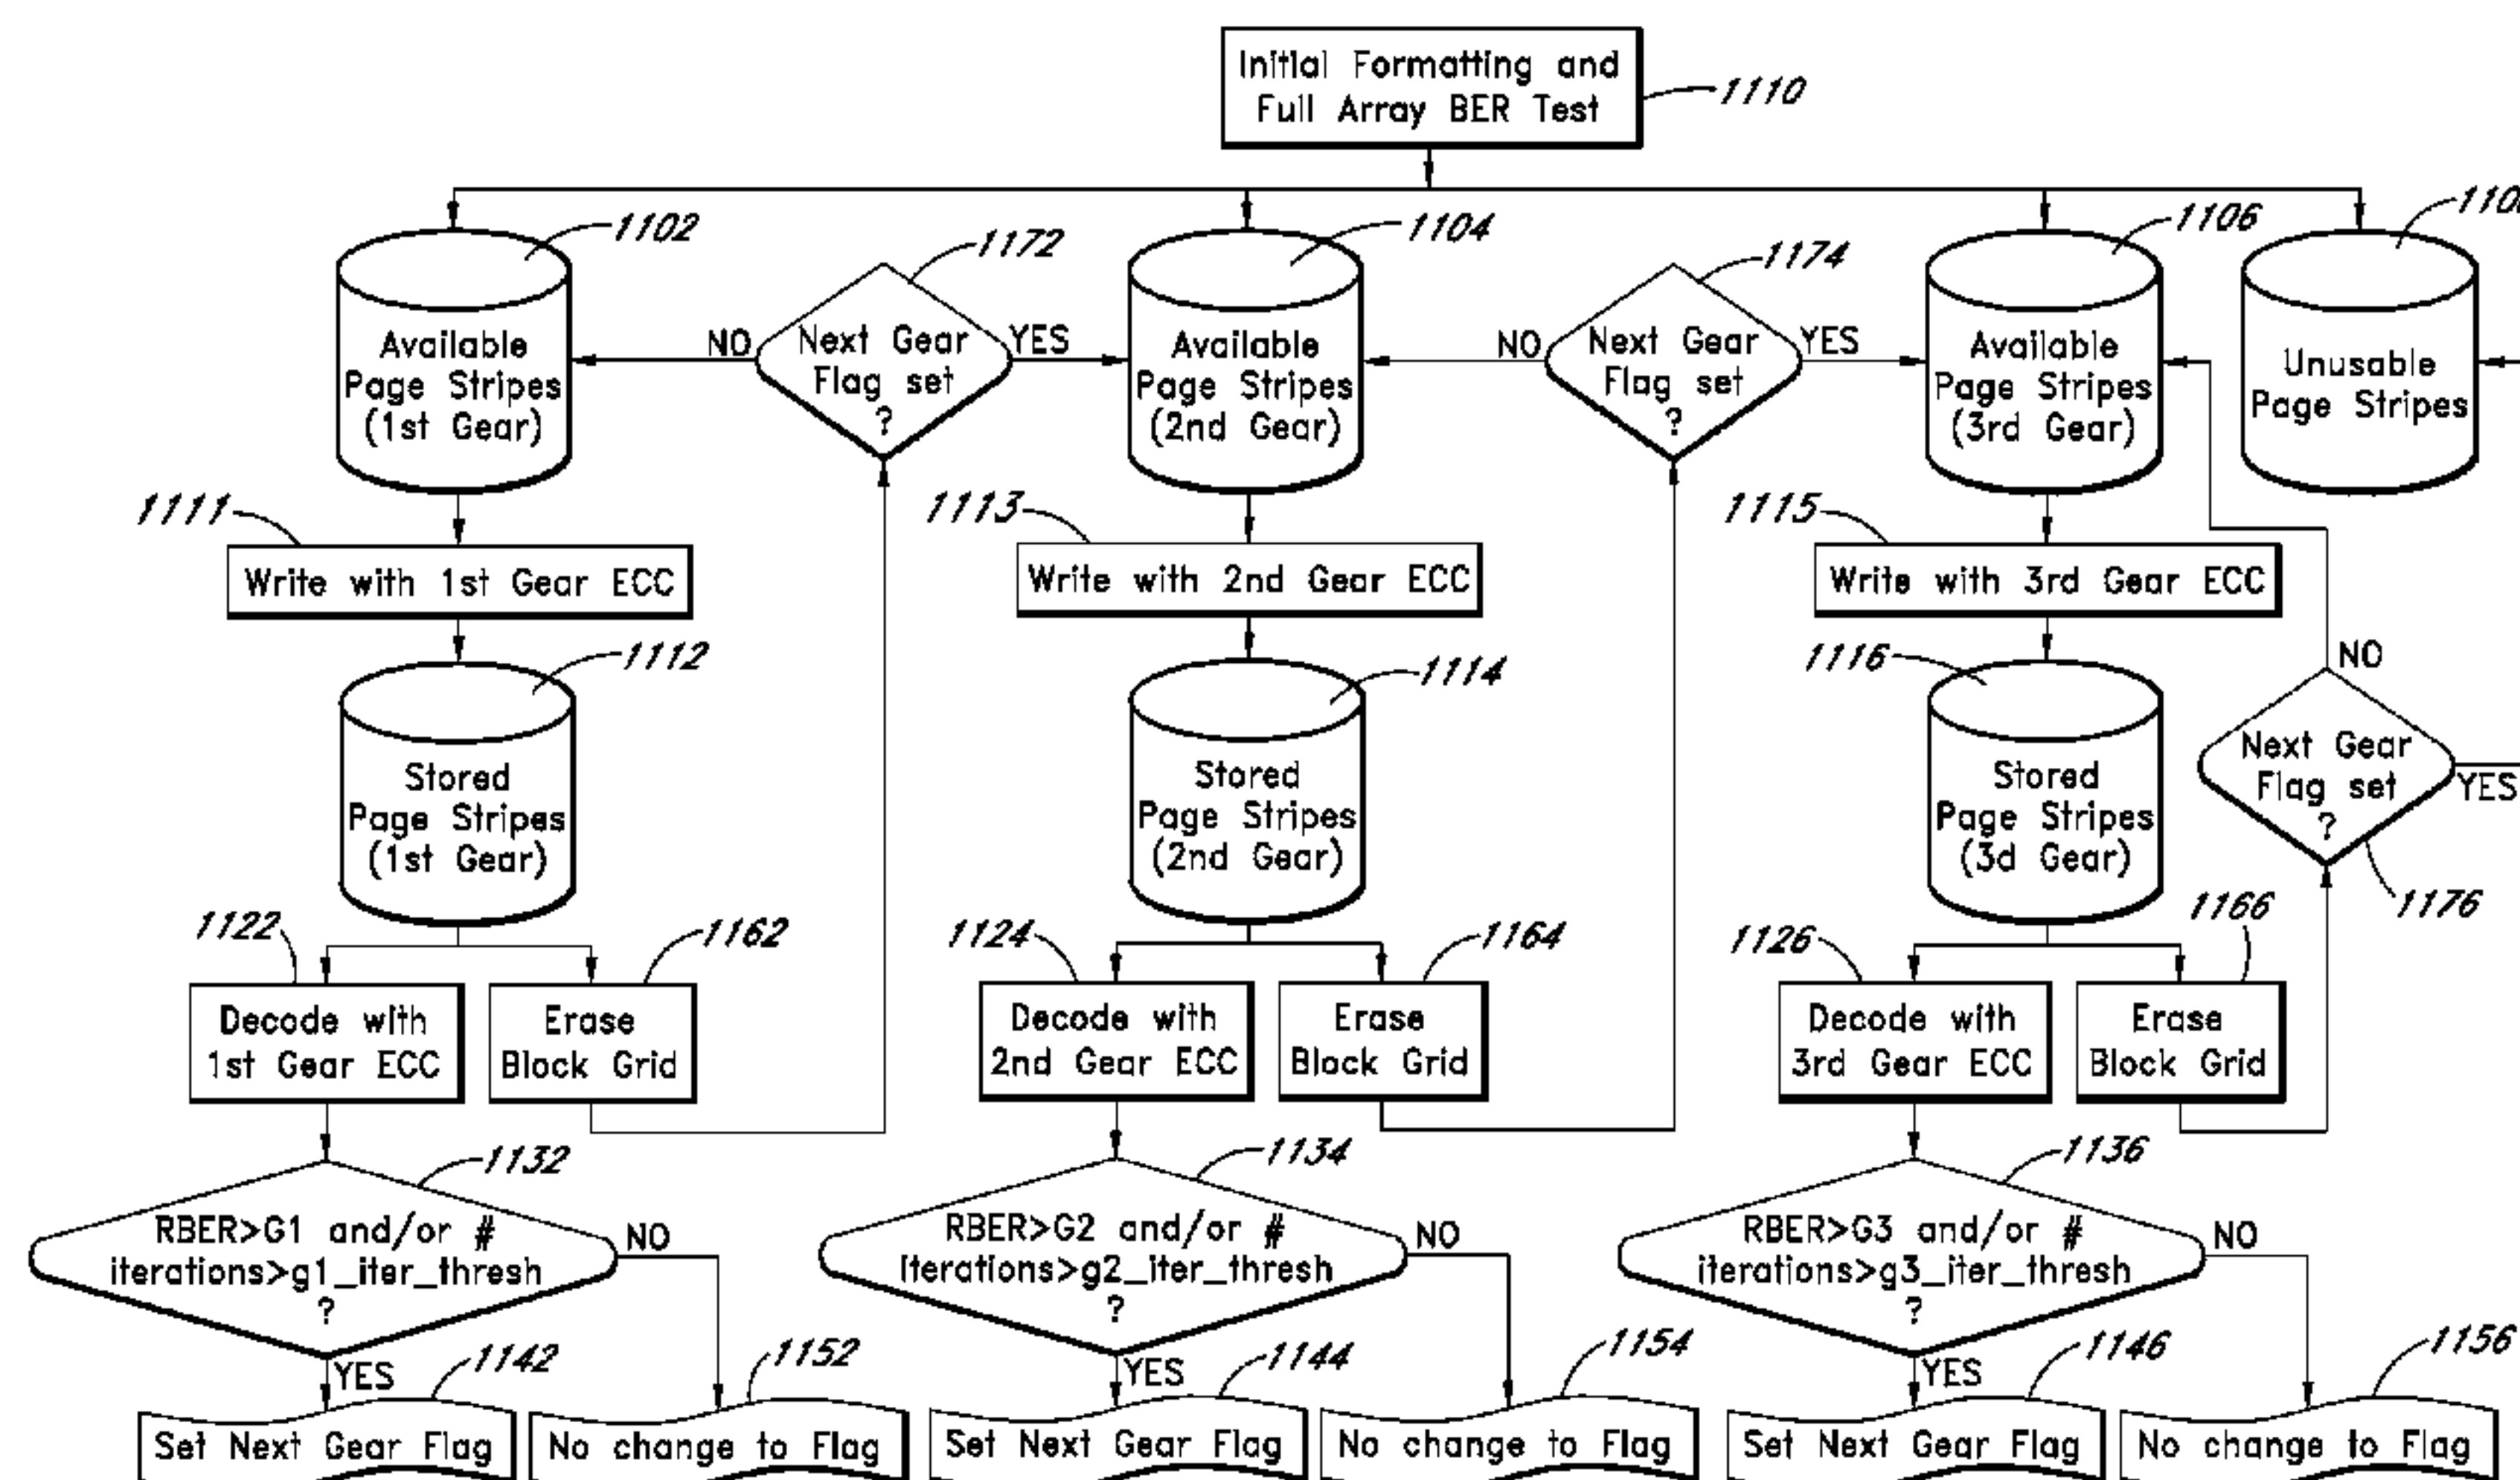 Initial Formatting and
Full Array BER Test
1110
1102
1172
1104
1174
1106
Available
Page Stripes
(1st Gear)
NO
Next Gear
Flag set
?
YES
Available
Page Stripes
(2nd Gear)
NO
Next Gear
Flag set
?
YES
Available
Page Stripes
(3rd Gear)
Unusable
Page Stripes
1111
Write with 1st Gear ECC
1113
Write with 2nd Gear ECC
1115
Write with 3rd Gear ECC
1112
Stored
Page Stripes
(1st Gear)
1114
Stored
Page Stripes
(2nd Gear)
1116
Stored
Page Stripes
(3d Gear)
NO
Next Gear
Flag set
?
YES
1176
1122
Decode with
1st Gear ECC
1162
Erase
Block Grid
1124
Decode with
2nd Gear ECC
1164
Erase
Block Grid
1126
Decode with
3rd Gear ECC
1166
Erase
Block Grid
1132
RBER>G1 and/or #
iterations>g1_iter_thresh
?
NO
YES
1134
RBER>G2 and/or #
iterations>g2_iter_thresh
?
NO
YES
1136
RBER>G3 and/or #
iterations>g3_iter_thresh
?
NO
YES
1142
Set Next Gear Flag
1152
No change to Flag
1144
Set Next Gear Flag
1154
No change to Flag
1146
Set Next Gear Flag
1156
No change to Flag